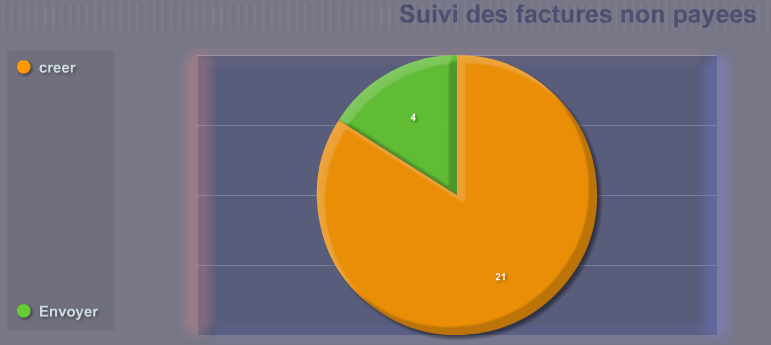 Suivi des factures non payees
creer
4
21
Envoyer